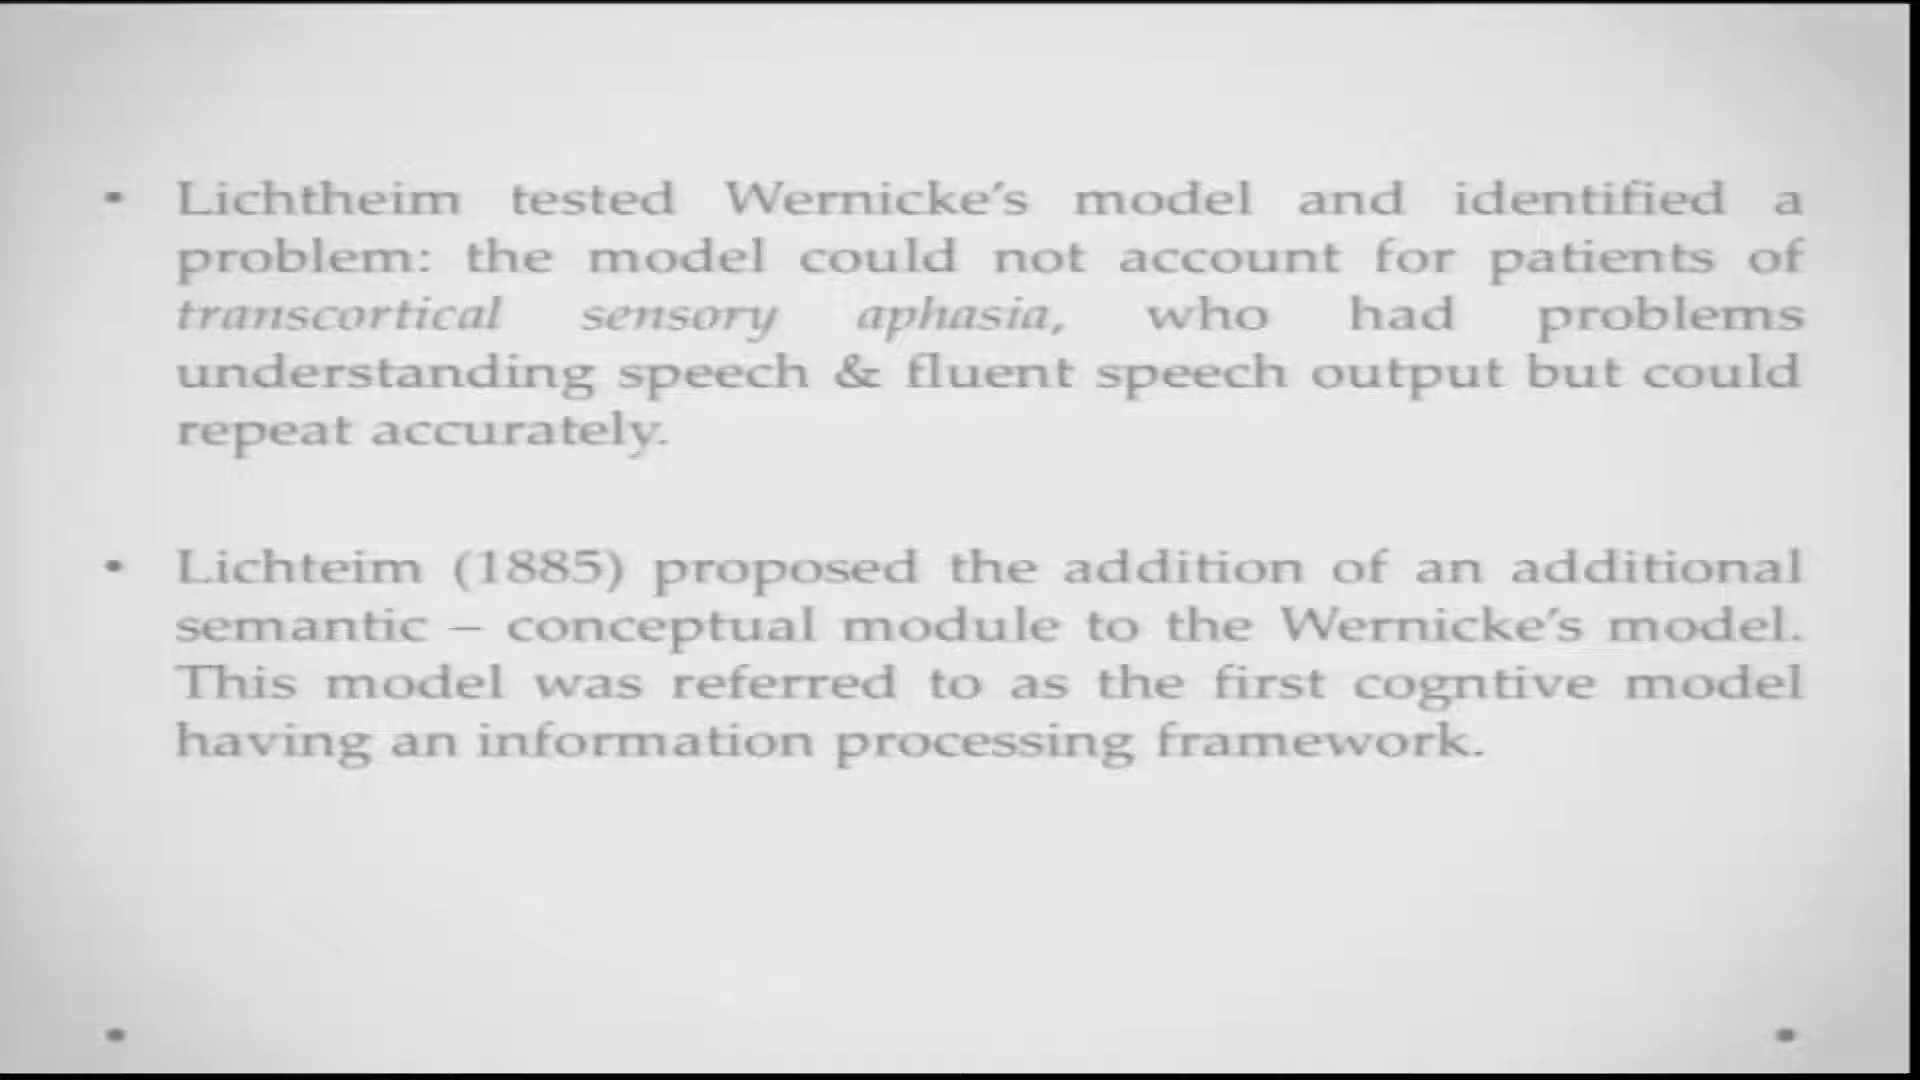 • Lichtheim tested Wernicke's model and identified a
problem: the model could not account for patients of
transcortical sensory aphasia, who had problems
understanding speech & fluent speech output but could
repeat accurately.
• Lichteim (1885) proposed the addition of an additional
semantic – conceptual module to the Wernicke's model.
This model was referred to as the first cogntive model
having an information processing framework.